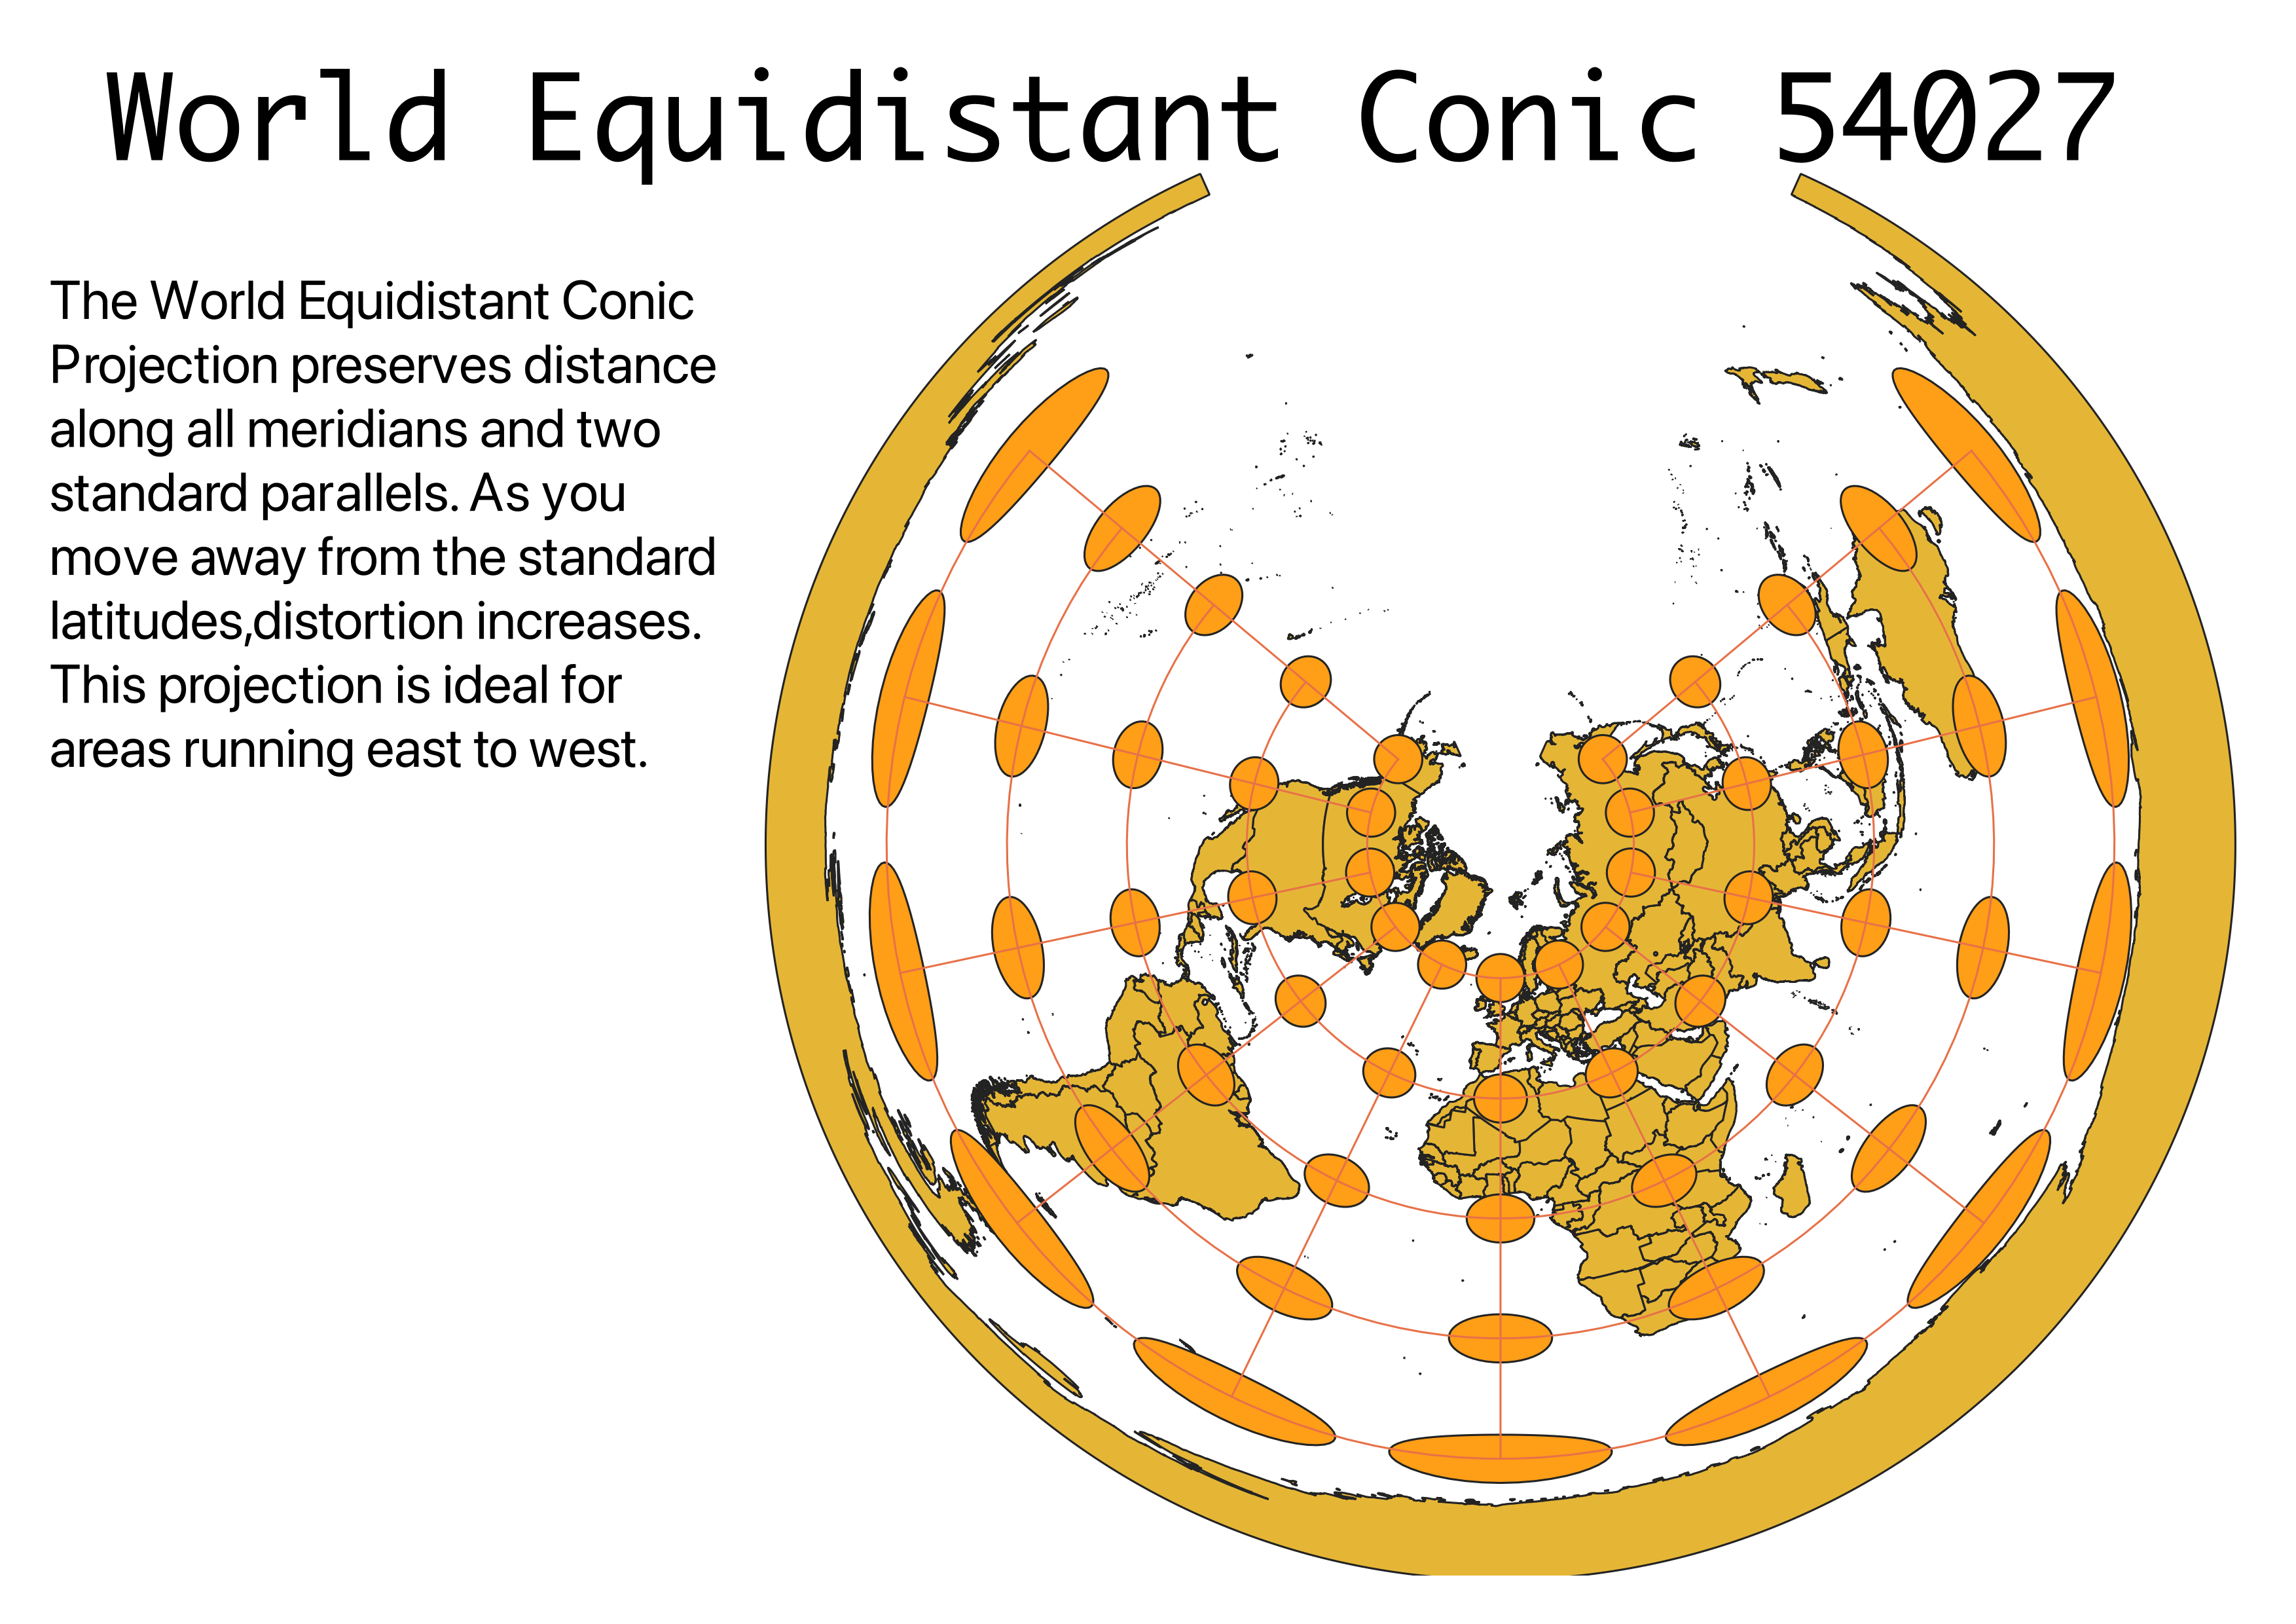 World Equidistant Conic 54027
The World Equidistant Conic
Projection preserves distance
along all meridians and two
standard parallels. As you
move away from the standard
latitudes,distortion increases.
This projection is ideal for
areas running east to west.